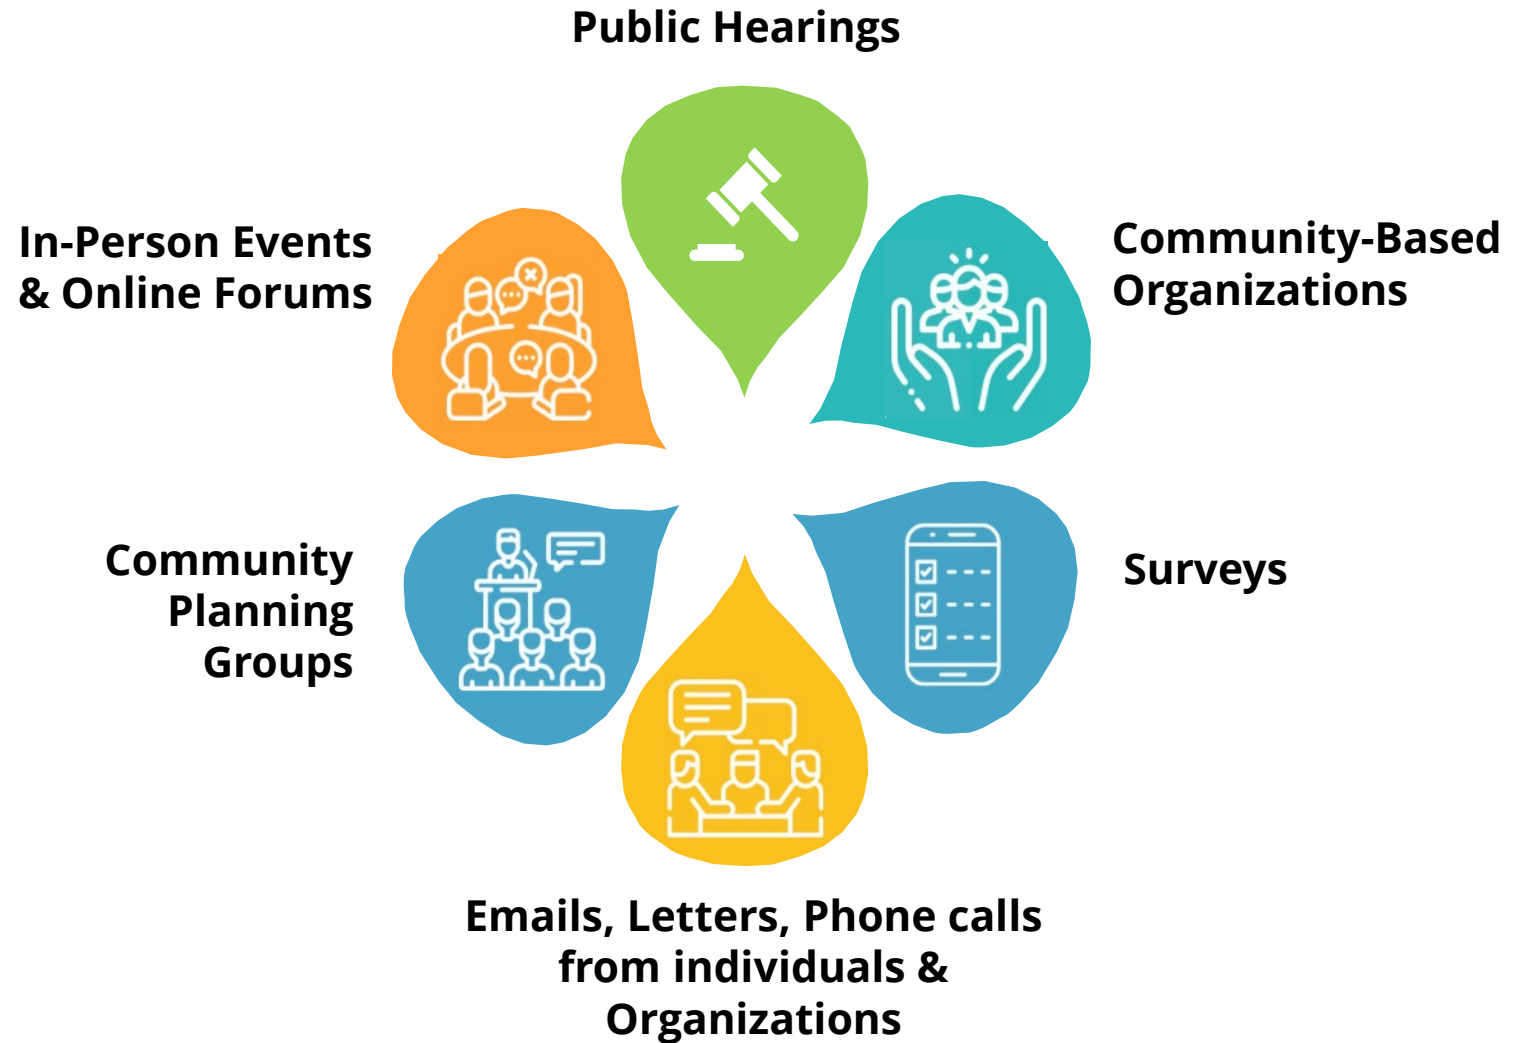 Public Hearings
In-Person Events
& Online Forums
Community-Based
Organizations
Community
Planning
Groups
Surveys
Emails, Letters, Phone calls
from individuals &
Organizations